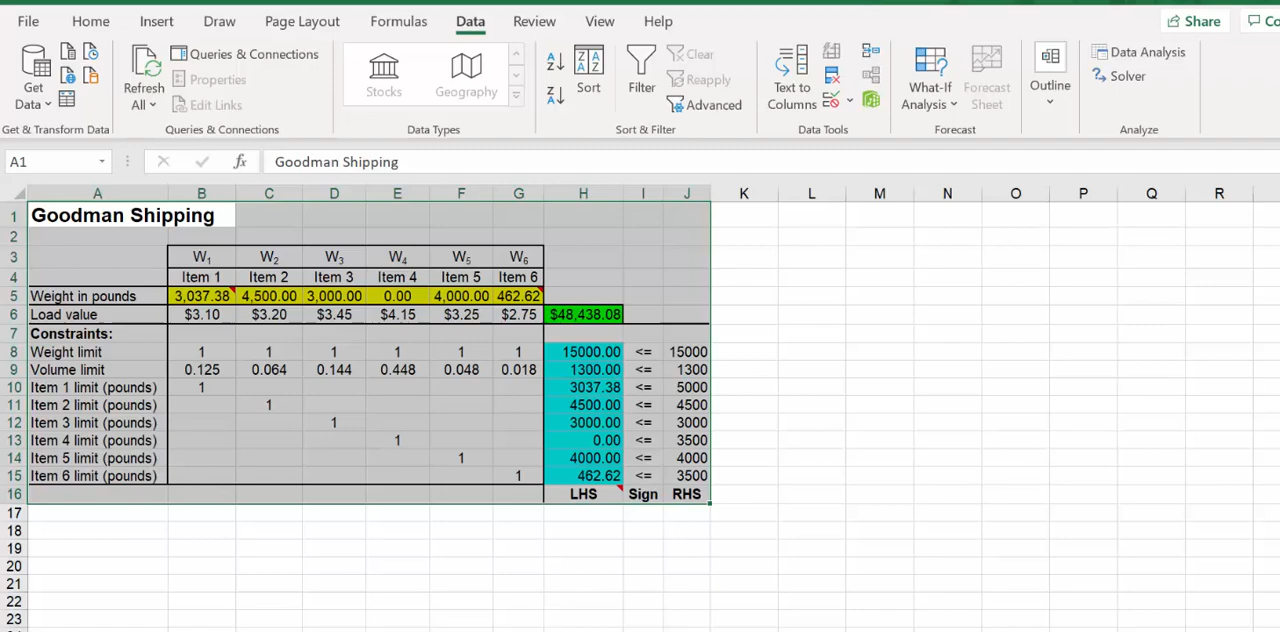 File Home Insert Draw Page Layout Formulas Data Review View Help Share Co
Get Data Refresh All Queries & Connections Properties Edit Links Stocks Geography Sort Filter Clear Reapply Advanced Text to Columns What-If Analysis Forecast Sheet Outline Data Analysis Solver
Get & Transform Data Queries & Connections Data Types Sort & Filter Data Tools Forecast Analyze
A1 fx Goodman Shipping
A B C D E F G H I J K L M N O P Q R
1 Goodman Shipping
2
3 W₁ W₂ W₃ W₄ W₅ W₆
4 Item 1 Item 2 Item 3 Item 4 Item 5 Item 6
5 Weight in pounds 3,037.38 4,500.00 3,000.00 0.00 4,000.00 462.62
6 Load value $3.10 $3.20 $3.45 $4.15 $3.25 $2.75 $48,438.08
7 Constraints:
8 Weight limit 1 1 1 1 1 1 15000.00 <= 15000
9 Volume limit 0.125 0.064 0.144 0.448 0.048 0.018 1300.00 <= 1300
10 Item 1 limit (pounds) 1 3037.38 <= 5000
11 Item 2 limit (pounds) 1 4500.00 <= 4500
12 Item 3 limit (pounds) 1 3000.00 <= 3000
13 Item 4 limit (pounds) 1 0.00 <= 3500
14 Item 5 limit (pounds) 1 4000.00 <= 4000
15 Item 6 limit (pounds) 1 462.62 <= 3500
16 LHS Sign RHS
17
18
19
20
21
22
23